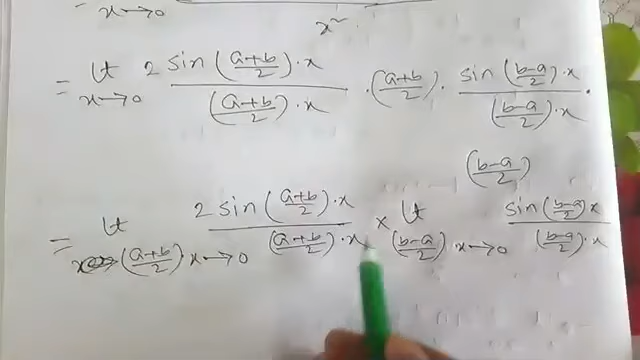 = x→0 x²
= lt x→0 2 sin (a+b/2)·x / (a+b/2)·x · (a+b/2) · sin (b-a/2)·x / (b-a/2)·x ·
(b-a/2)
= lt (a+b/2) x→0 2 sin (a+b/2)·x / (a+b/2)·x × lt (b-a/2)·x→0 sin (b-a/2) x / (b-a/2)·x